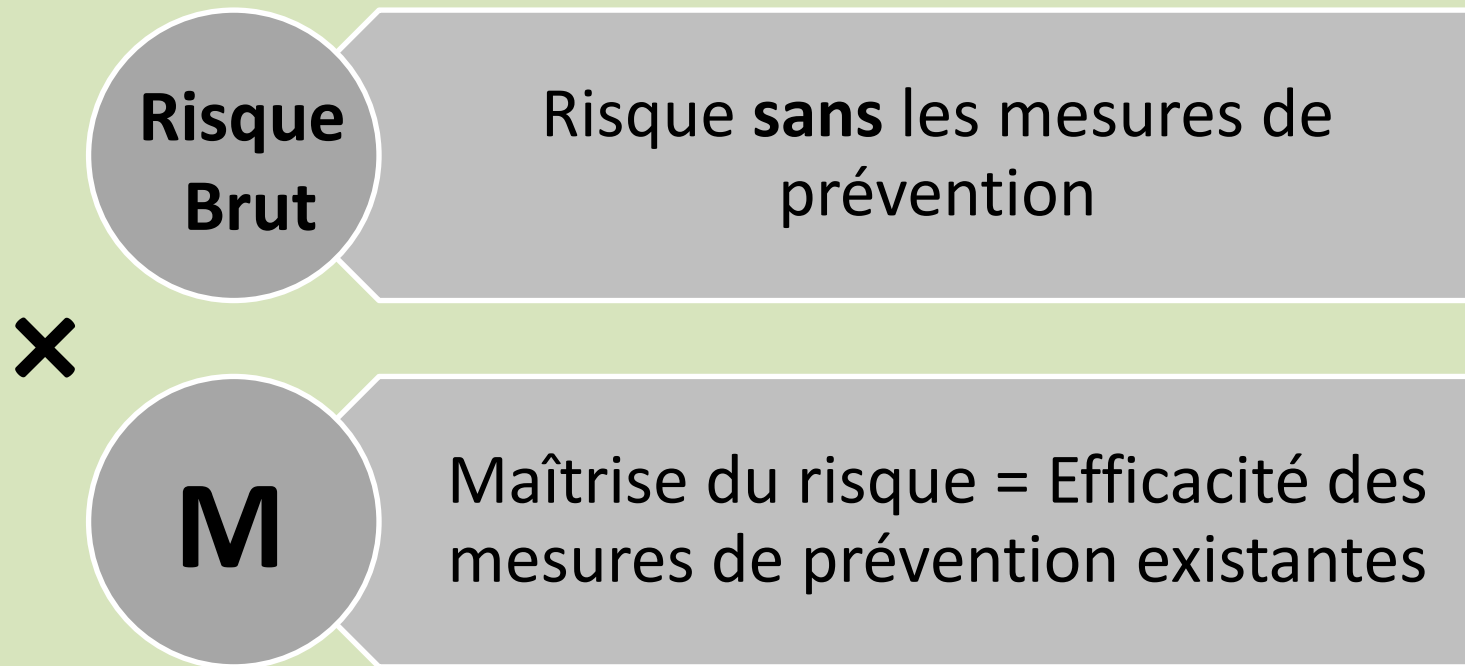 Risque
Brut
Risque sans les mesures de
prévention
×
M
Maîtrise du risque = Efficacité des
mesures de prévention existantes